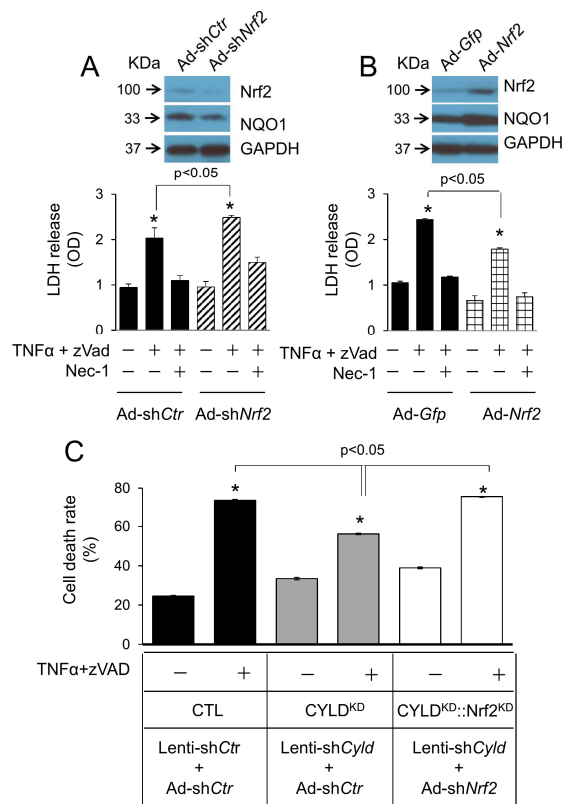 A
KDa
Ad-shCtr
Ad-shNrf2
100
Nrf2
33
NQO1
37
GAPDH
p<0.05
LDH release
(OD)
3
2
1
0
*
*
TNFα + zVad
− + + − + +
Nec-1
− − + − − +
Ad-shCtr
Ad-shNrf2
B
KDa
Ad-Gfp
Ad-Nrf2
100
Nrf2
33
NQO1
37
GAPDH
p<0.05
LDH release
(OD)
3
2
1
0
*
*
TNFα + zVad
− + + − + +
Nec-1
− − + − − +
Ad-Gfp
Ad-Nrf2
C
p<0.05
Cell death rate
(%)
80
60
40
20
0
*
*
*
TNFα+zVAD
− + − + − +
CTL
CYLDKD
CYLDKD::Nrf2KD
Lenti-shCtr
+
Ad-shCtr
Lenti-shCyld
+
Ad-shCtr
Lenti-shCyld
+
Ad-shNrf2